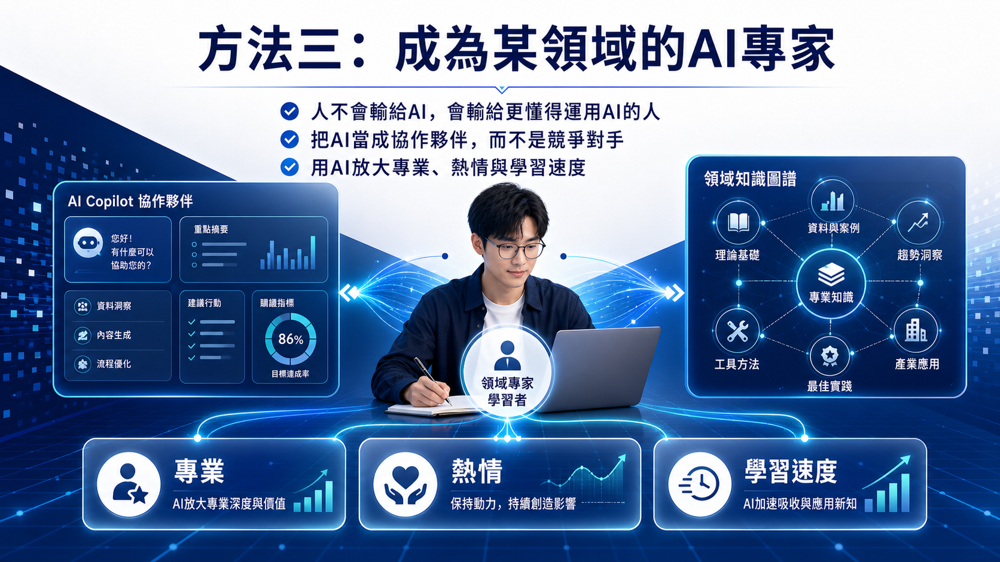 方法三：成為某領域的AI專家
人不會輸給AI，會輸給更懂得運用AI的人
把AI當成協作夥伴，而不是競爭對手
用AI放大專業、熱情與學習速度
AI Copilot 協作夥伴
您好！
有什麼可以
協助您的？
重點摘要
資料洞察
內容生成
流程優化
建議行動
關議指標
86%
目標達成率
領域專家
學習者
領域知識圖譜
資料與案例
理論基礎
趨勢洞察
專業知識
工具方法
產業應用
最佳實踐
專業
AI放大專業深度與價值
熱情
保持動力，持續創造影響
學習速度
AI加速吸收與應用新知